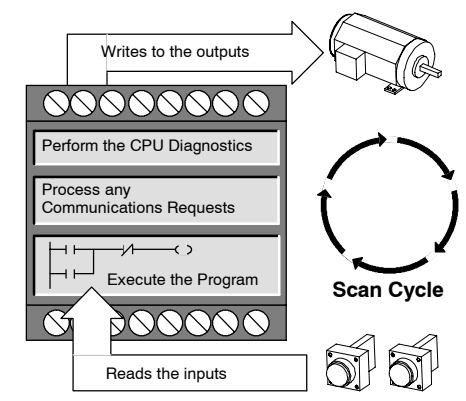 Writes to the outputs
Perform the CPU Diagnostics
Process any
Communications Requests
Execute the Program
Scan Cycle
Reads the inputs